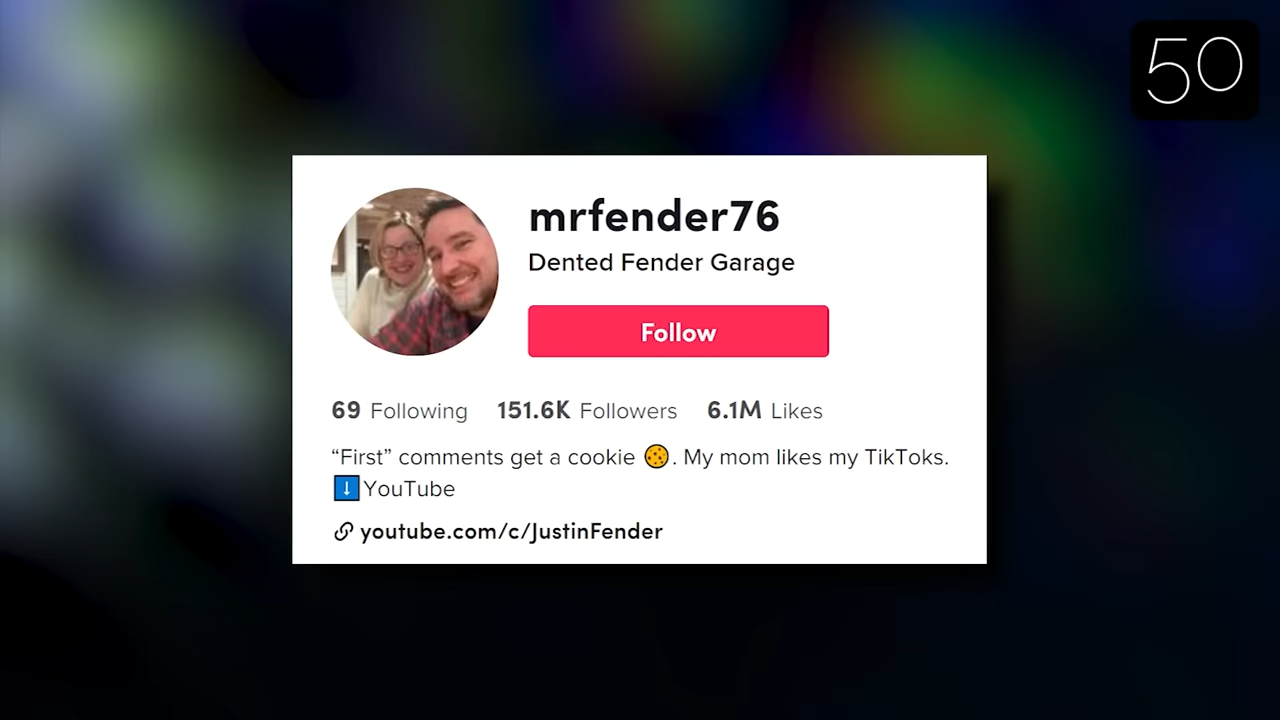 50
mrfender76
Dented Fender Garage
Follow
69 Following 151.6K Followers 6.1M Likes
“First” comments get a cookie 🍪. My mom likes my TikToks.
⬇️YouTube
youtube.com/c/JustinFender